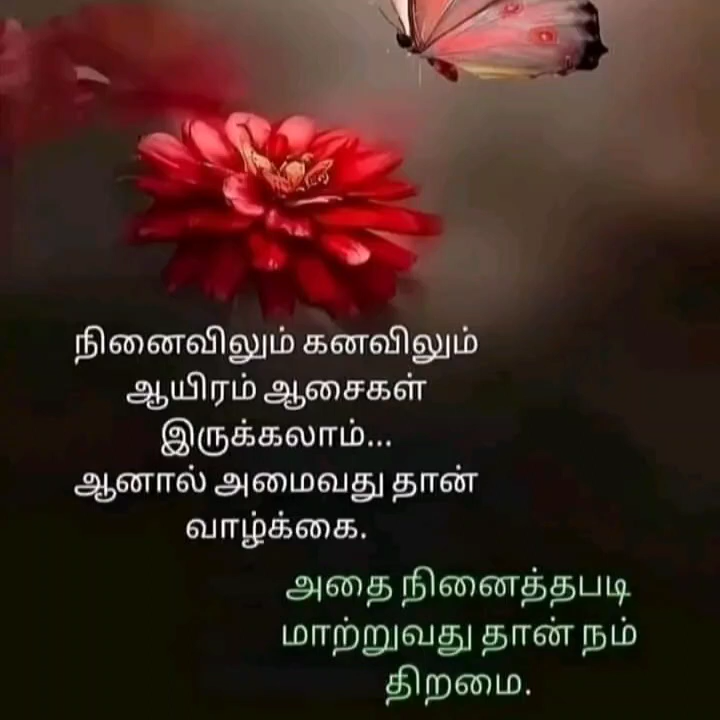 நினைவிலும் கனவிலும்
ஆயிரம் ஆசைகள்
இருக்கலாம்...
ஆனால் அமைவது தான்
வாழ்க்கை.
அதை நினைத்தபடி
மாற்றுவது தான் நம்
திறமை.